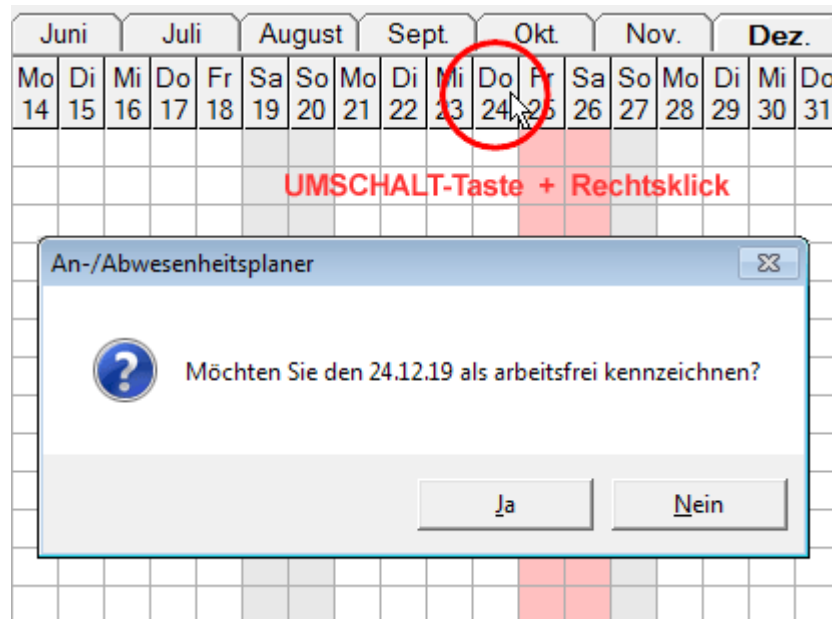 Juni Juli August Sept. Okt. Nov. Dez.
Mo Di Mi Do Fr Sa So Mo Di Mi Do Fr Sa So Mo Di Mi Do
14 15 16 17 18 19 20 21 22 23 24 25 26 27 28 29 30 31
UMSCHALT-Taste + Rechtsklick
An-/Abwesenheitsplaner
Möchten Sie den 24.12.19 als arbeitsfrei kennzeichnen?
Ja Nein